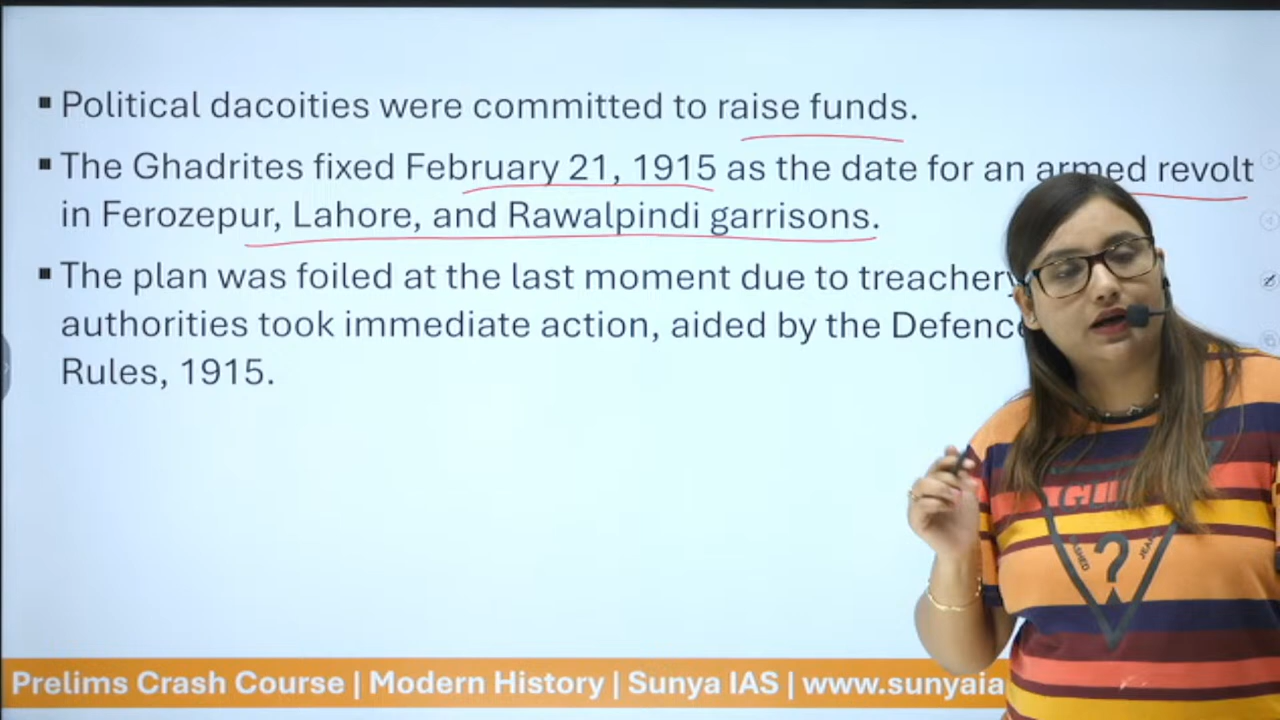 ▪ Political dacoities were committed to raise funds.
▪ The Ghadrites fixed February 21, 1915 as the date for an armed revolt
in Ferozepur, Lahore, and Rawalpindi garrisons.
▪ The plan was foiled at the last moment due to treachery
authorities took immediate action, aided by the Defence
Rules, 1915.
?
Prelims Crash Course | Modern History | Sunya IAS | www.sunyaia